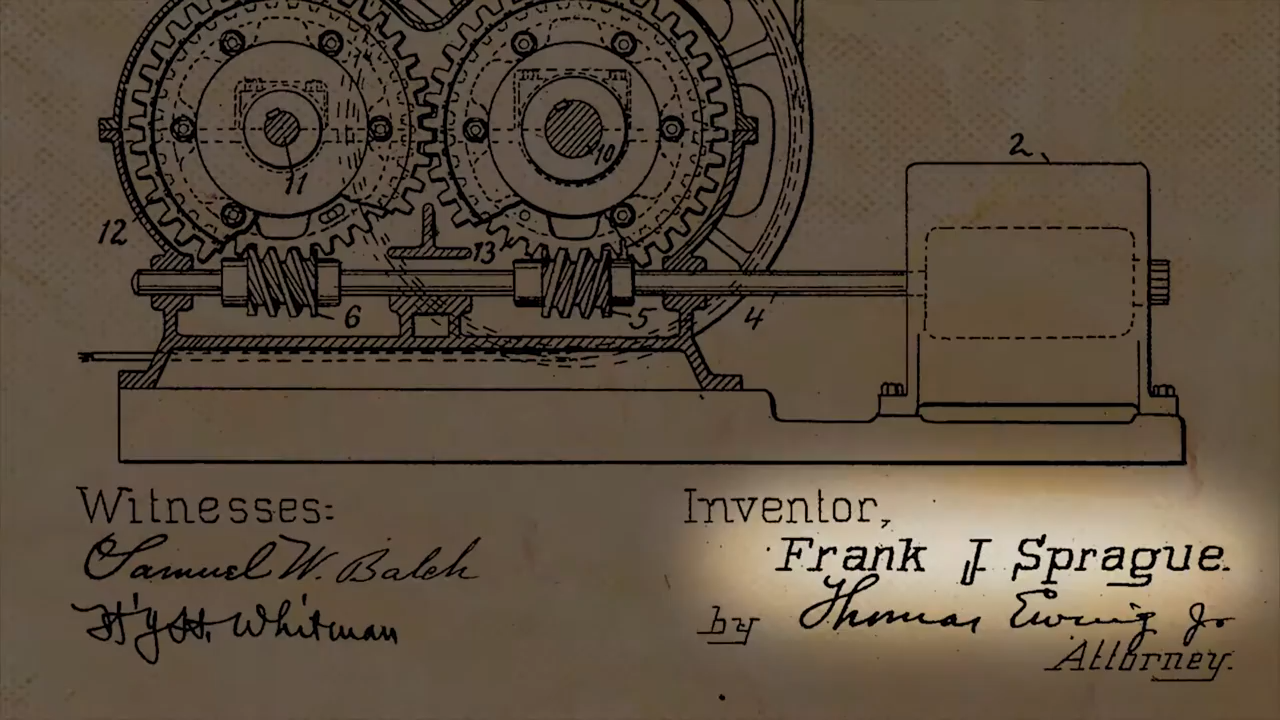 2
10
11
12
13
6
5
4
Witnesses:
Samuel W. Balch
H'y H. Whitman
Inventor,
Frank J Sprague.
by Thomas Ewing Jr
Attorney.